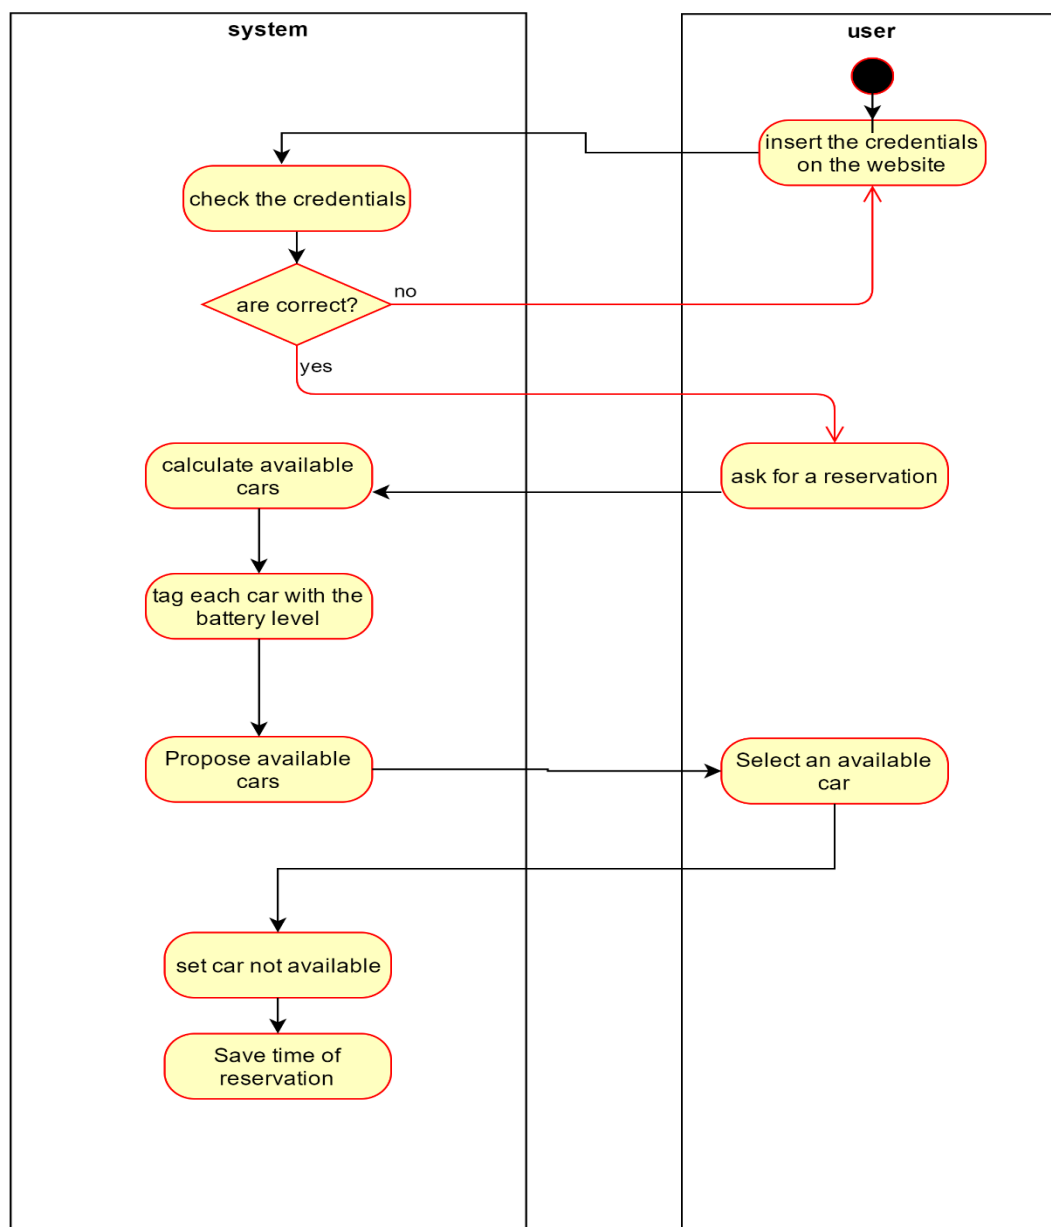 system
user
insert the credentials
on the website
check the credentials
are correct?
no
yes
calculate available
cars
ask for a reservation
tag each car with the
battery level
Propose available
cars
Select an available
car
set car not available
Save time of
reservation